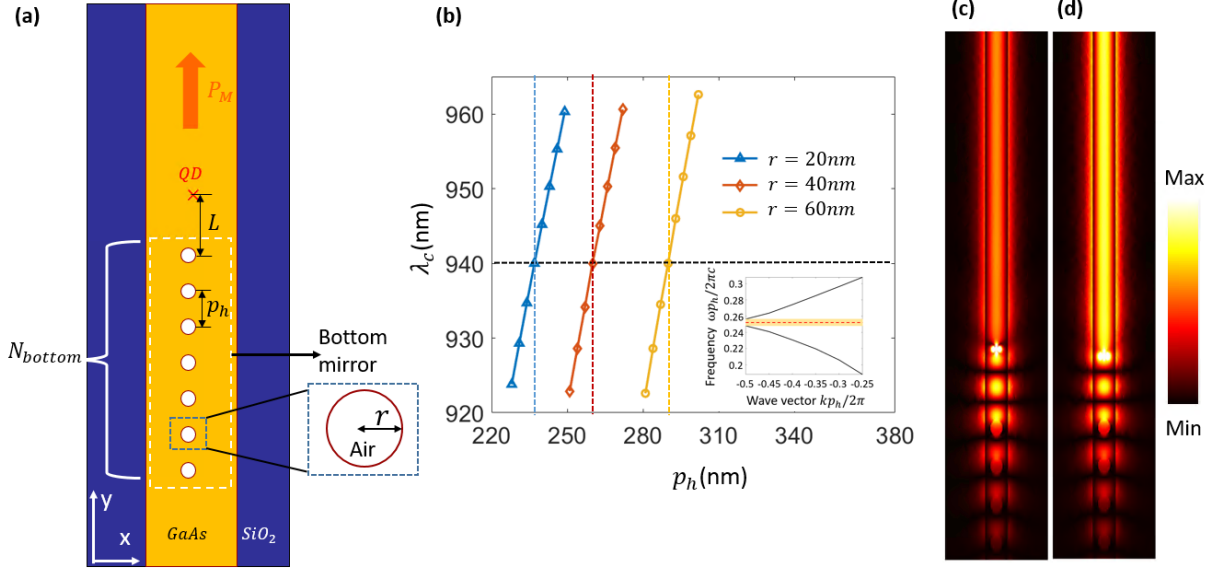 (a)
P_M
QD
L
p_h
N_bottom
Bottom
mirror
r
Air
y
x
GaAs
SiO_2
(b)
λ_c(nm)
960
950
940
930
920
r = 20nm
r = 40nm
r = 60nm
Frequency ωp_h/2πc
0.3
0.28
0.26
0.24
0.22
0.2
-0.5 -0.45 -0.4 -0.35 -0.3 -0.25
Wave vector kp_h/2π
220 260 300 340 380
250 280 310
p_h(nm)
(c)
(d)
Max
Min